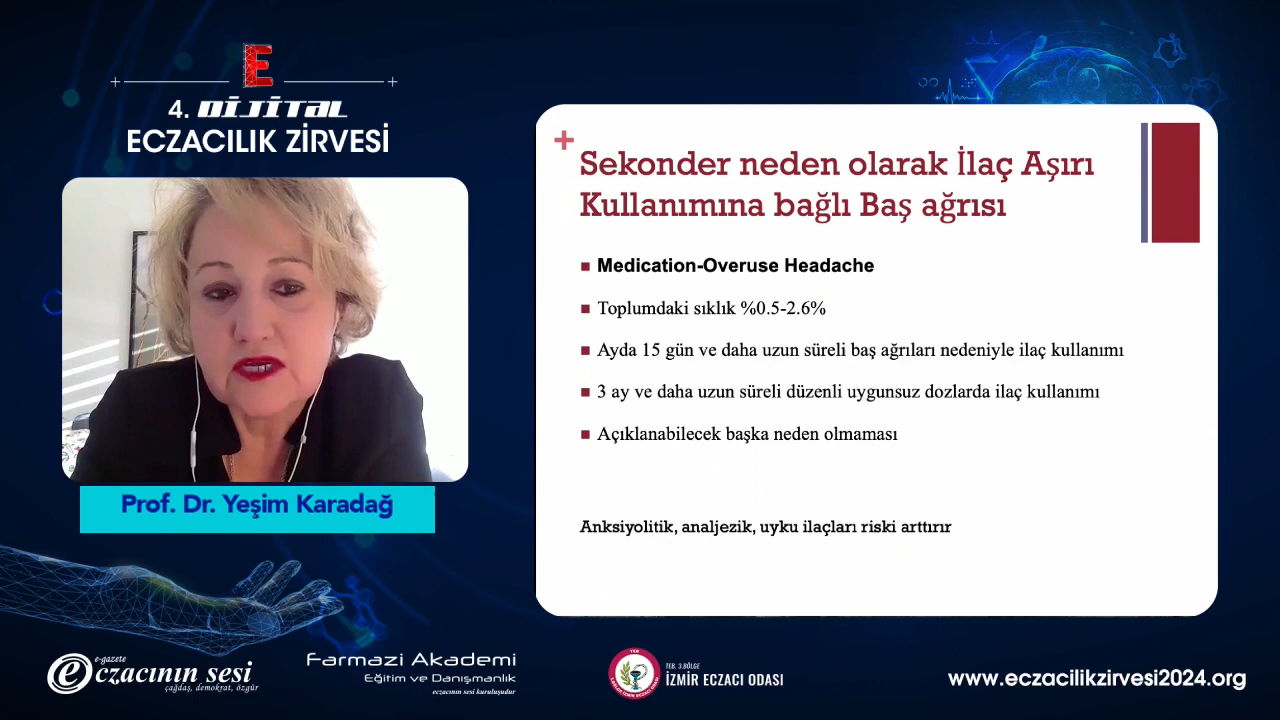 E
4. DİJİTAL
ECZACILIK ZİRVESİ
Prof. Dr. Yeşim Karadağ
+
Sekonder neden olarak İlaç Aşırı
Kullanımına bağlı Baş ağrısı
Medication-Overuse Headache
Toplumdaki sıklık %0.5-2.6%
Ayda 15 gün ve daha uzun süreli baş ağrıları nedeniyle ilaç kullanımı
3 ay ve daha uzun süreli düzenli uygunsuz dozlarda ilaç kullanımı
Açıklanabilecek başka neden olmaması
Anksiyolitik, analjezik, uyku ilaçları riski arttırır
e-gazete
eczacının sesi
çağdaş, demokrat, özgür
Farmazi Akademi
Eğitim ve Danışmanlık
eczacının sesi kuruluşudur
TEB
TEB. 3.BÖLGE
İZMİR ECZACI ODASI
www.eczacilikzirvesi2024.org